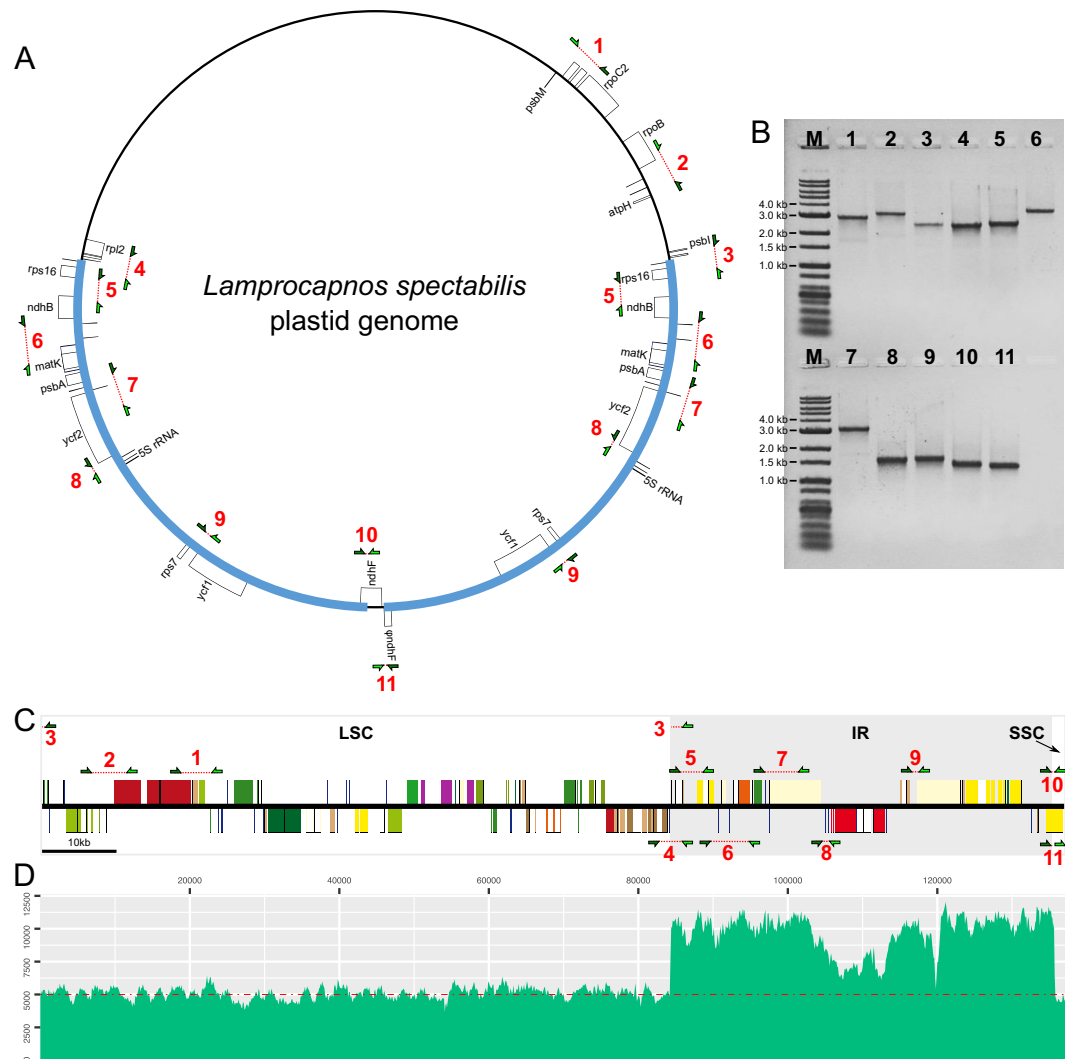 A
1
rpoC2
psbM
rpoB
2
atpH
psbI
3
rpl2
4
rps16
5
ndhB
6
matK
psbA
7
ycf2
5S rRNA
8
9
rps7
ycf1
10
ndhF
φndhF
11
Lamprocapnos spectabilis
plastid genome
rps16
5
ndhB
6
matK
psbA
7
ycf2
8
5S rRNA
rps7
ycf1
9
B
M 1 2 3 4 5 6
4.0 kb
3.0 kb
2.0 kb
1.5 kb
1.0 kb
M 7 8 9 10 11
4.0 kb
3.0 kb
2.0 kb
1.5 kb
1.0 kb
C
LSC IR SSC
3 3
2 1 5 7 9 10
10kb
4 6 8 11
D
20000 40000 60000 80000 100000 120000
12500
10000
7500
5000
2500
0